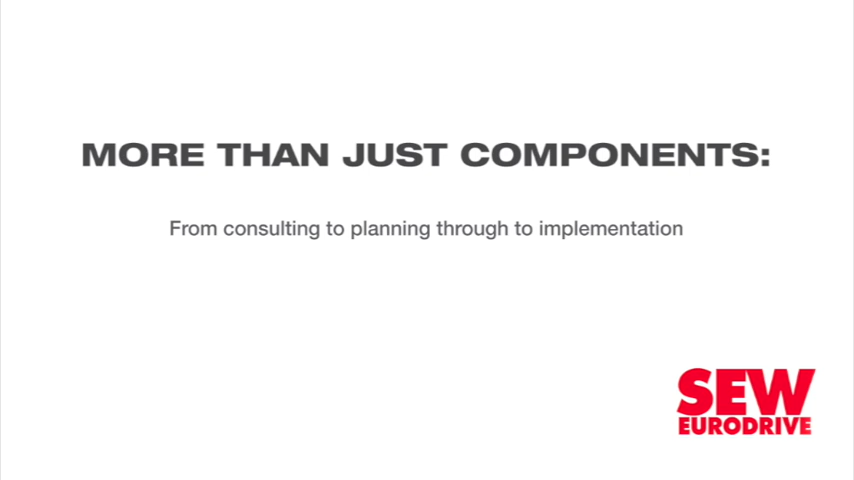 MORE THAN JUST COMPONENTS:
From consulting to planning through to implementation
SEW
EURODRIVE